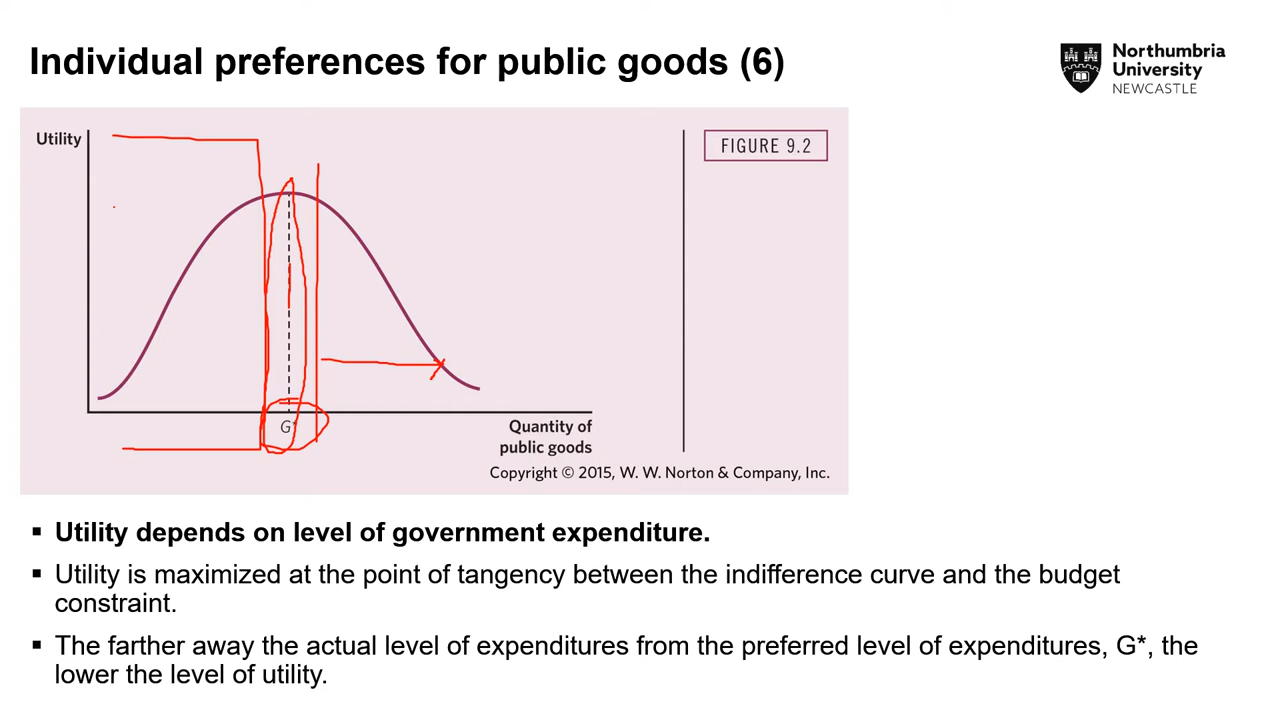 Individual preferences for public goods (6)
Northumbria
University
NEWCASTLE
Utility
FIGURE 9.2
G*
Quantity of
public goods
Copyright © 2015, W. W. Norton & Company, Inc.
▪ Utility depends on level of government expenditure.
▪ Utility is maximized at the point of tangency between the indifference curve and the budget
constraint.
▪ The farther away the actual level of expenditures from the preferred level of expenditures, G*, the
lower the level of utility.